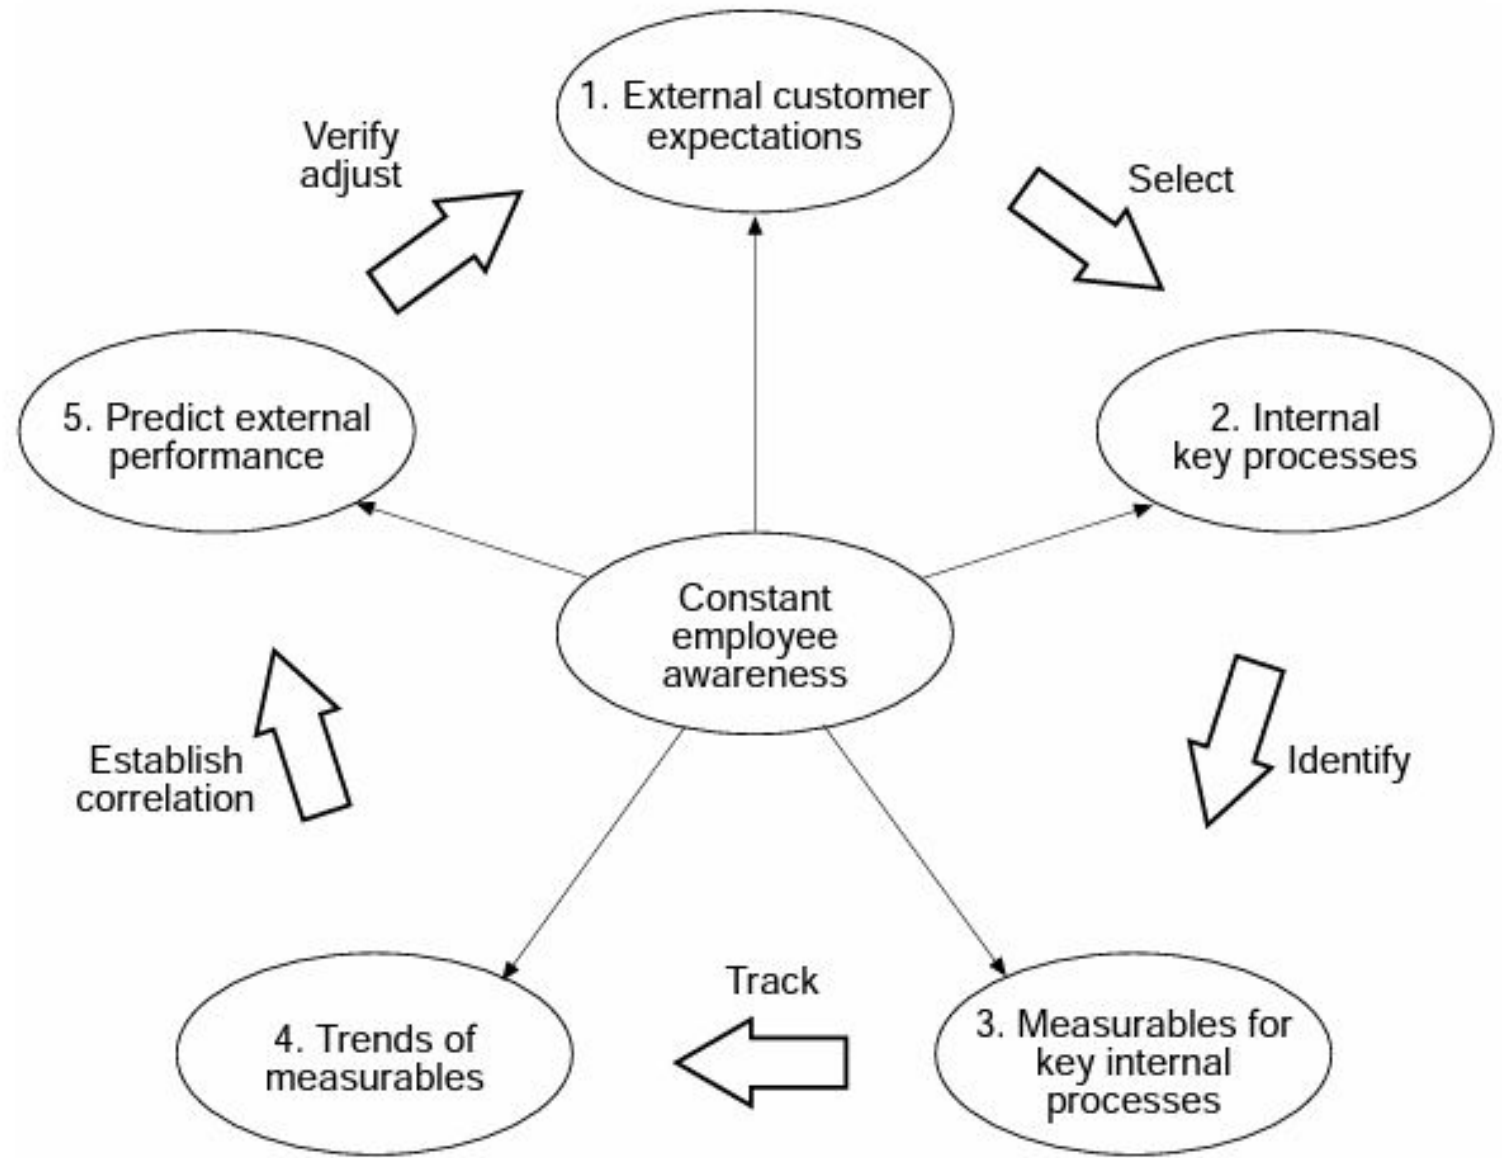 1. External customer
expectations
Verify
adjust
Select
5. Predict external
performance
2. Internal
key processes
Constant
employee
awareness
Establish
correlation
Identify
Track
4. Trends of
measurables
3. Measurables for
key internal
processes